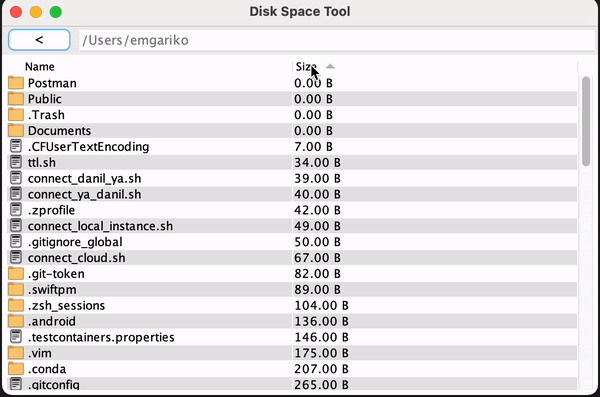 Disk Space Tool
< /Users/emgariko
Name Size
Postman 0.00 B
Public 0.00 B
.Trash 0.00 B
Documents 0.00 B
.CFUserTextEncoding 7.00 B
ttl.sh 34.00 B
connect_danil_ya.sh 39.00 B
connect_ya_danil.sh 40.00 B
.zprofile 42.00 B
connect_local_instance.sh 49.00 B
.gitignore_global 50.00 B
connect_cloud.sh 67.00 B
.git-token 82.00 B
.swiftpm 89.00 B
.zsh_sessions 104.00 B
.android 136.00 B
.testcontainers.properties 146.00 B
.vim 175.00 B
.conda 207.00 B
.gitconfig 265.00 B